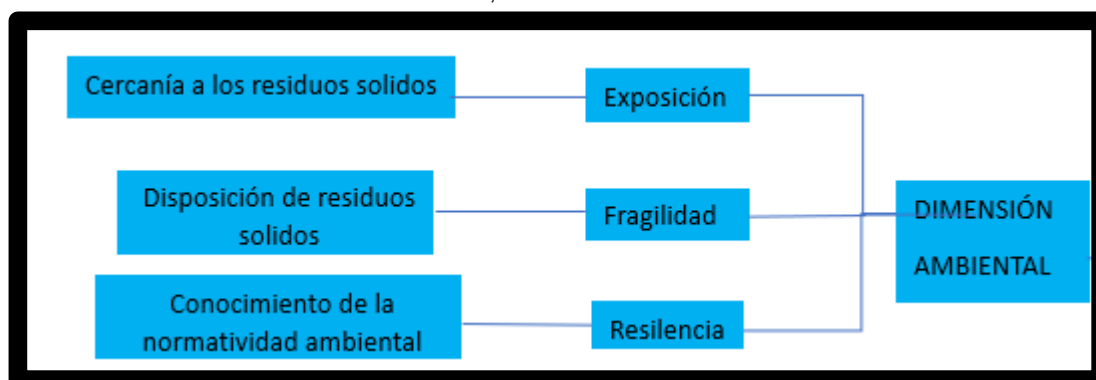 Cercanía a los residuos solidos
Exposición
Disposición de residuos
solidos
Fragilidad
DIMENSIÓN
AMBIENTAL
Conocimiento de la
normatividad ambiental
Resilencia